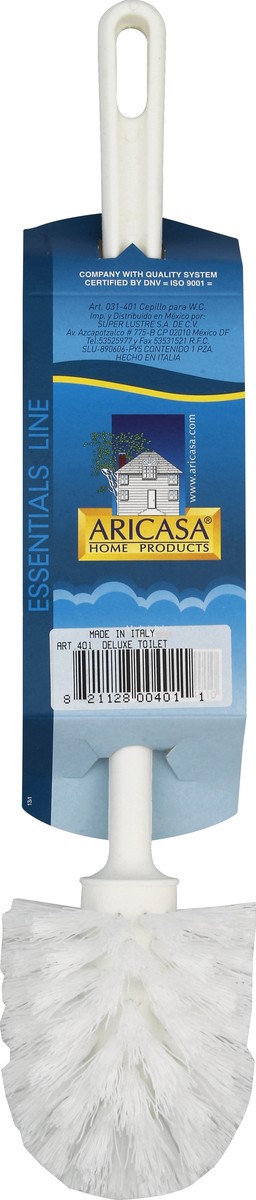 COMPANY WITH QUALITY SYSTEM
CERTIFIED BY DNV = ISO 9001 =
Art. 031-401 Cepillo para W.C.
Imp. y Distribuido en México por:
SUPER LUSTRE S.A. DE C.V.
Av. Azcapotzalco # 775-B CP 02010 México DF
Tel:53525977 y Fax 53531521 R.F.C.
SLU-890606-PY5 CONTENIDO 1 PZA.
HECHO EN ITALIA
ESSENTIALS LINE
www.aricasa.com
ARICASA®
HOME PRODUCTS
MADE IN ITALY
ART.401 DELUXE TOILET
8 21128 00401 1
13/I